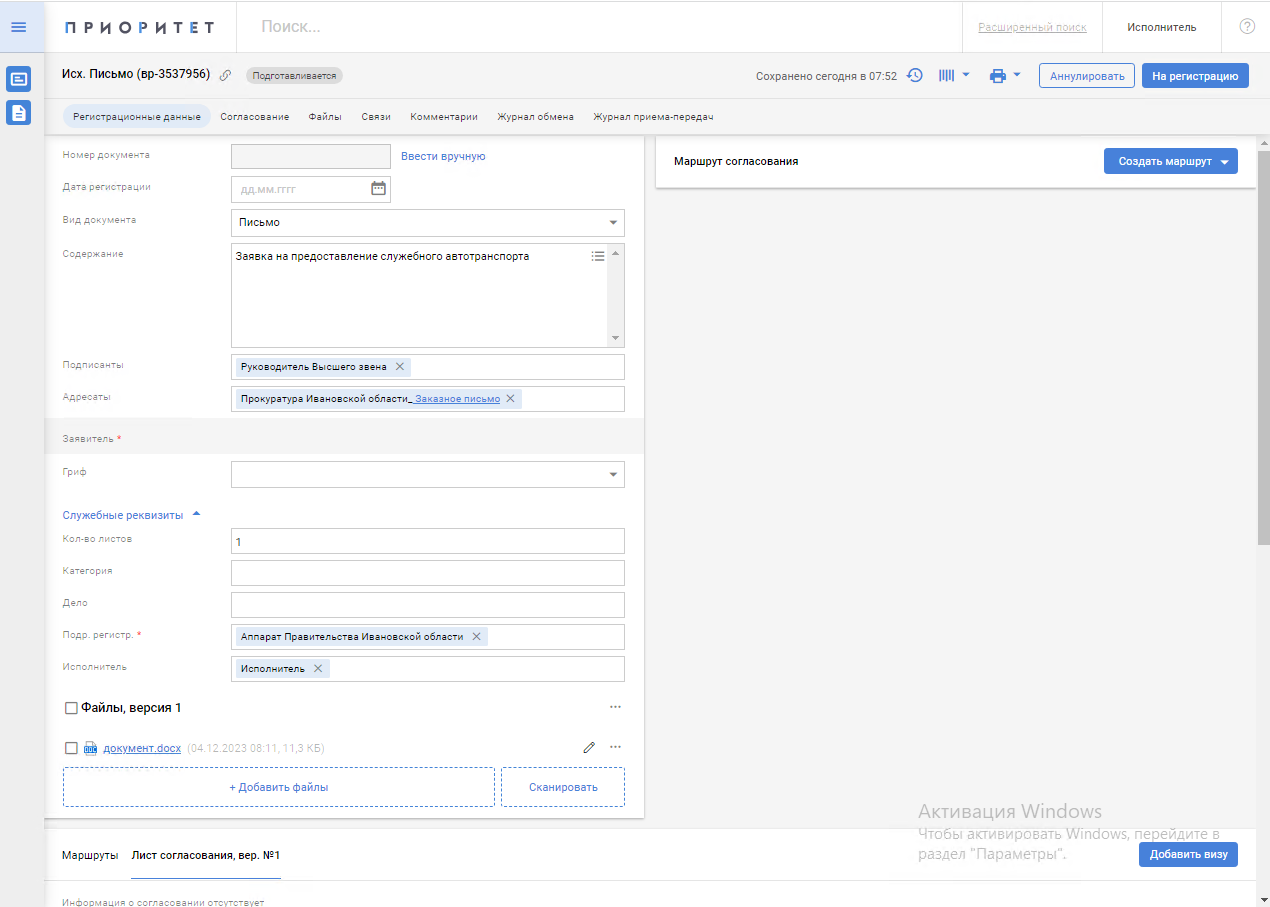 ПРИОРИТЕТ
Поиск...
Расширенный поиск
Исполнитель
?
Исх. Письмо (вр-3537956)
Подготавливается
Сохранено сегодня в 07:52
Аннулировать
На регистрацию
Регистрационные данные
Согласование
Файлы
Связи
Комментарии
Журнал обмена
Журнал приема-передач
Номер документа
Ввести вручную
Дата регистрации
дд.мм.гггг
Вид документа
Письмо
Содержание
Заявка на предоставление служебного автотранспорта
Подписанты
Руководитель Высшего звена
Адресаты
Прокуратура Ивановской области_ Заказное письмо
Заявитель *
Гриф
Служебные реквизиты
Кол-во листов
1
Категория
Дело
Подр. регистр. *
Аппарат Правительства Ивановской области
Исполнитель
Исполнитель
Файлы, версия 1
DOC документ.docx (04.12.2023 08:11, 11,3 КБ)
+ Добавить файлы
Сканировать
Маршрут согласования
Создать маршрут
Маршруты
Лист согласования, вер. №1
Информация о согласовании отсутствует
Активация Windows
Чтобы активировать Windows, перейдите в
раздел "Параметры".
Добавить визу